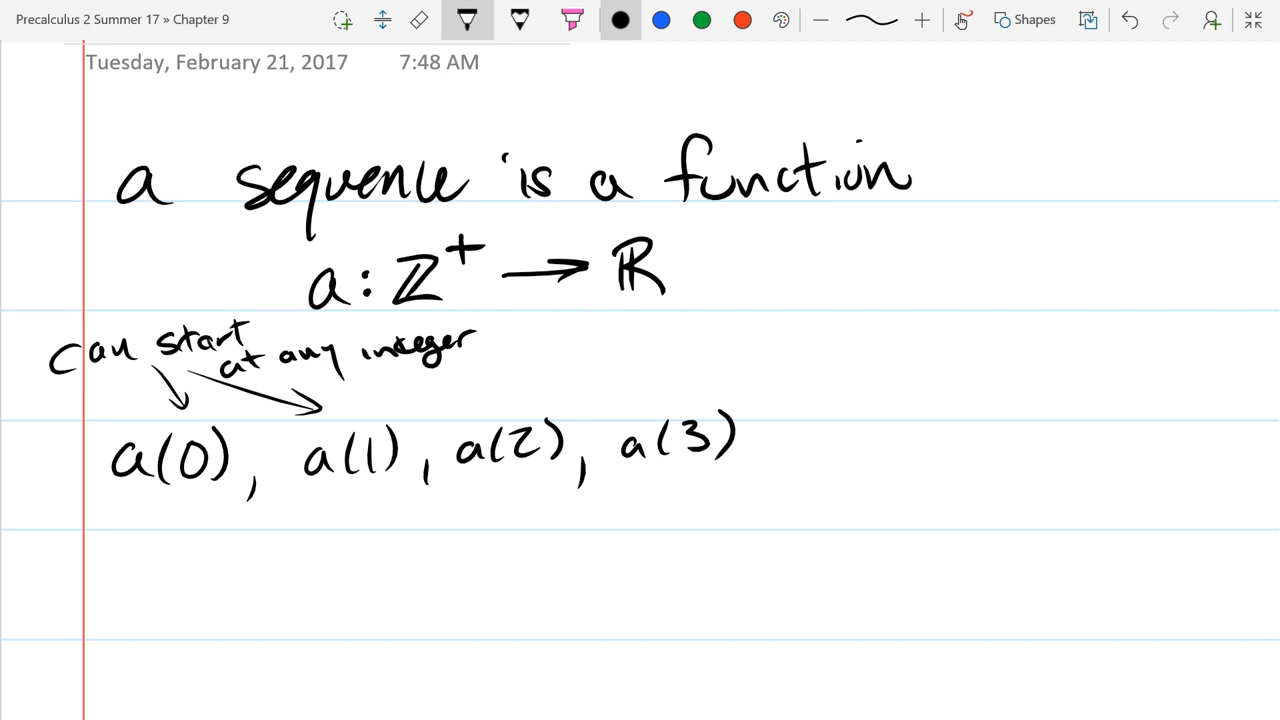 Precalculus 2 Summer 17 » Chapter 9
Shapes
Tuesday, February 21, 2017 7:48 AM
a sequence is a function
a : ℤ⁺ → ℝ
can start
at any integer
a(0), a(1), a(2), a(3)